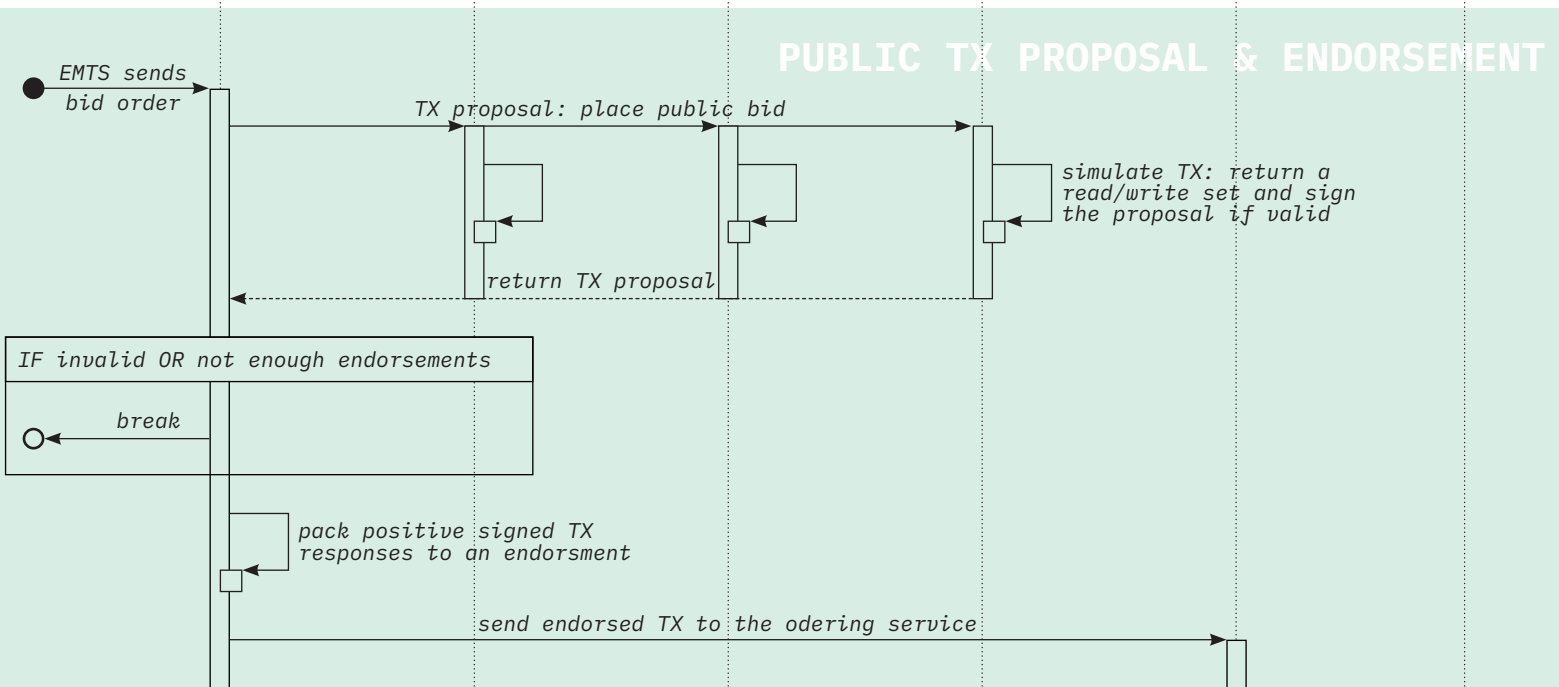 PUBLIC TX PROPOSAL & ENDORSEMENT
EMTS sends
bid order
TX proposal: place public bid
simulate TX: return a
read/write set and sign
the proposal if valid
return TX proposal
IF invalid OR not enough endorsements
break
pack positive signed TX
responses to an endorsment
send endorsed TX to the odering service